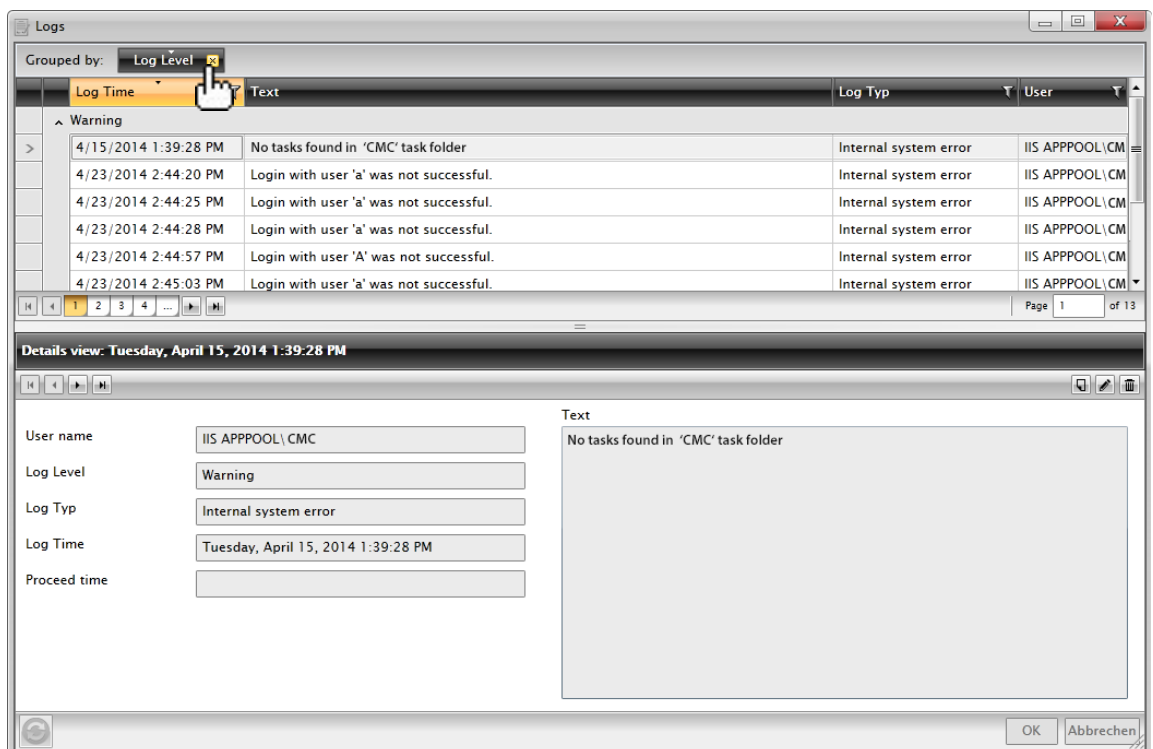 Logs
Grouped by: Log Level
Log Time Text Log Typ User
Warning
4/15/2014 1:39:28 PM No tasks found in 'CMC' task folder Internal system error IIS APPPOOL\CM
4/23/2014 2:44:20 PM Login with user 'a' was not successful. Internal system error IIS APPPOOL\CM
4/23/2014 2:44:25 PM Login with user 'a' was not successful. Internal system error IIS APPPOOL\CM
4/23/2014 2:44:28 PM Login with user 'a' was not successful. Internal system error IIS APPPOOL\CM
4/23/2014 2:44:57 PM Login with user 'A' was not successful. Internal system error IIS APPPOOL\CM
4/23/2014 2:45:03 PM Login with user 'a' was not successful. Internal system error IIS APPPOOL\CM
1 2 3 4 ... Page 1 of 13
Details view: Tuesday, April 15, 2014 1:39:28 PM
Text
User name IIS APPPOOL\ CMC No tasks found in 'CMC' task folder
Log Level Warning
Log Typ Internal system error
Log Time Tuesday, April 15, 2014 1:39:28 PM
Proceed time
OK Abbrechen